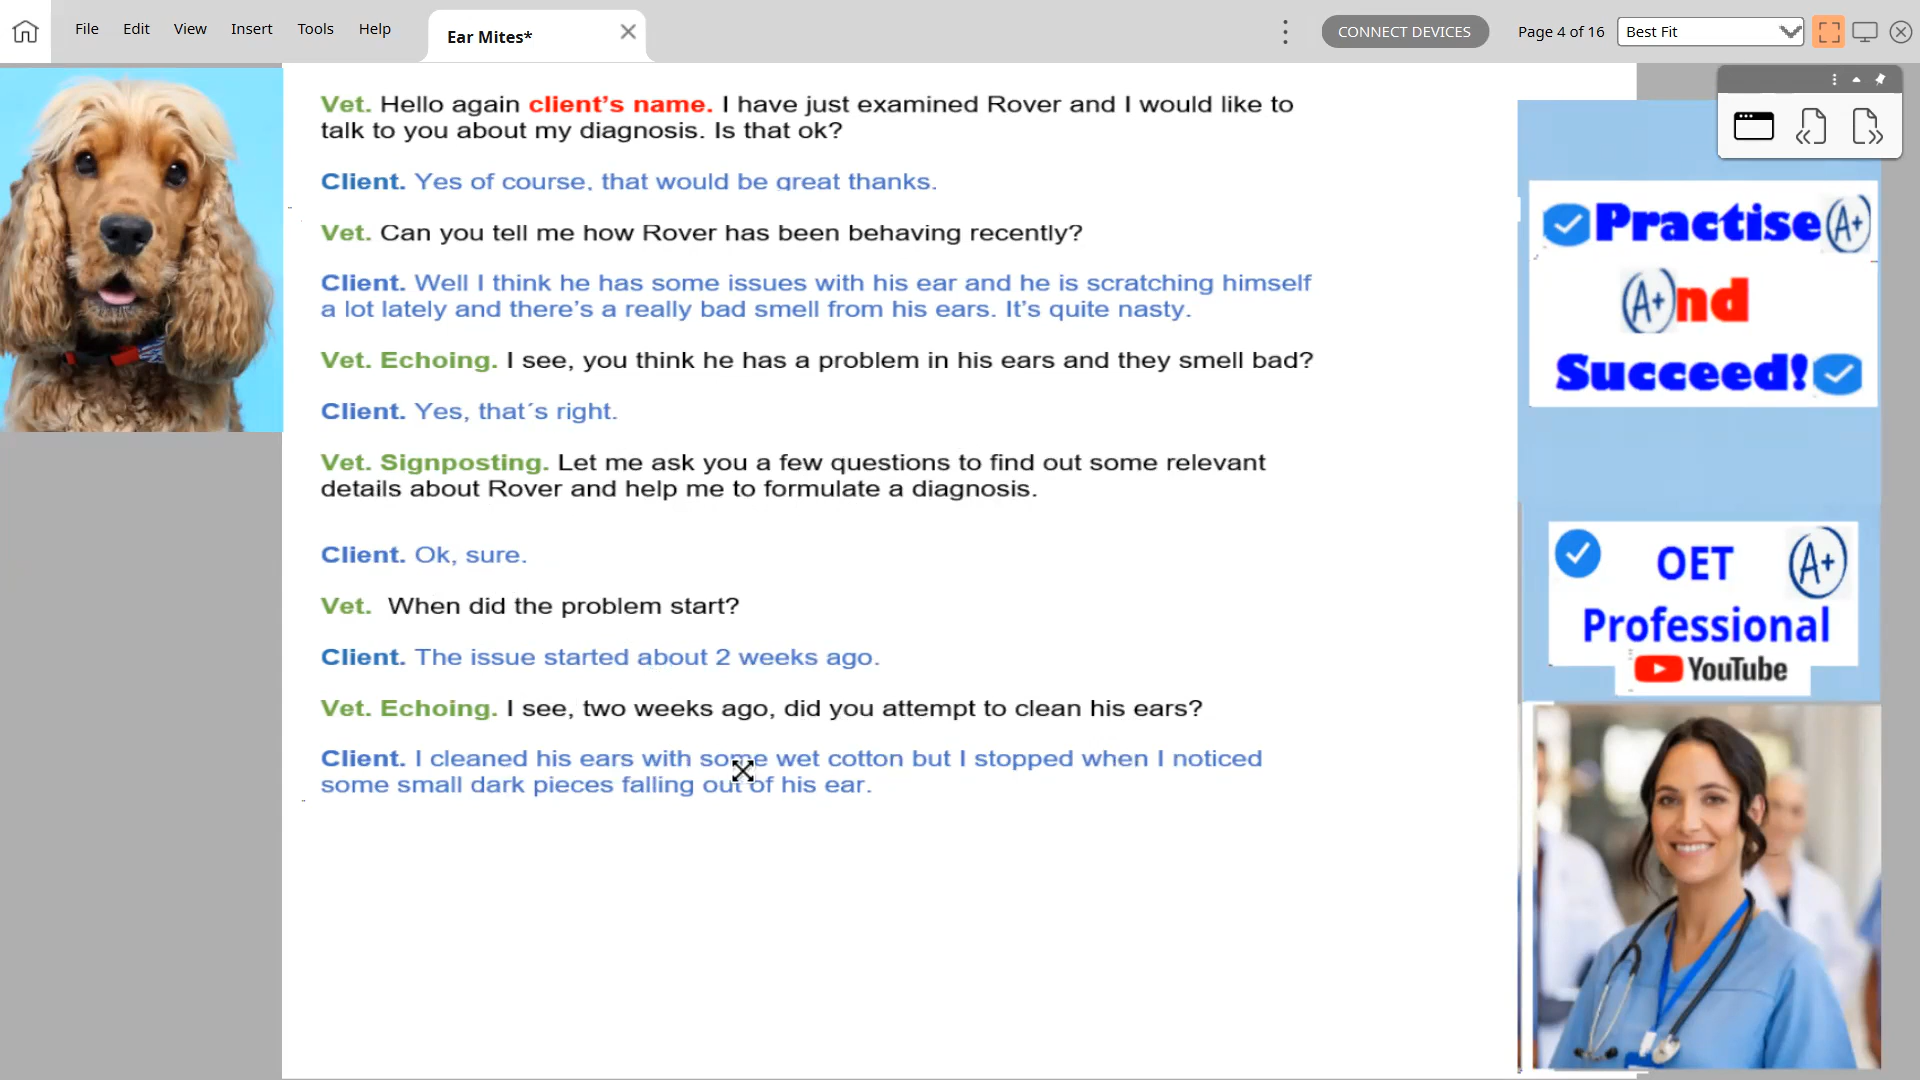 File Edit View Insert Tools Help
Ear Mites*
CONNECT DEVICES
Page 4 of 16
Best Fit
Vet. Hello again client's name. I have just examined Rover and I would like to
talk to you about my diagnosis. Is that ok?
Client. Yes of course, that would be great thanks.
Vet. Can you tell me how Rover has been behaving recently?
Client. Well I think he has some issues with his ear and he is scratching himself
a lot lately and there's a really bad smell from his ears. It's quite nasty.
Vet. Echoing. I see, you think he has a problem in his ears and they smell bad?
Client. Yes, that´s right.
Vet. Signposting. Let me ask you a few questions to find out some relevant
details about Rover and help me to formulate a diagnosis.
Client. Ok, sure.
Vet. When did the problem start?
Client. The issue started about 2 weeks ago.
Vet. Echoing. I see, two weeks ago, did you attempt to clean his ears?
Client. I cleaned his ears with some wet cotton but I stopped when I noticed
some small dark pieces falling out of his ear.
Practise A+
A+nd
Succeed!
OET A+
Professional
YouTube